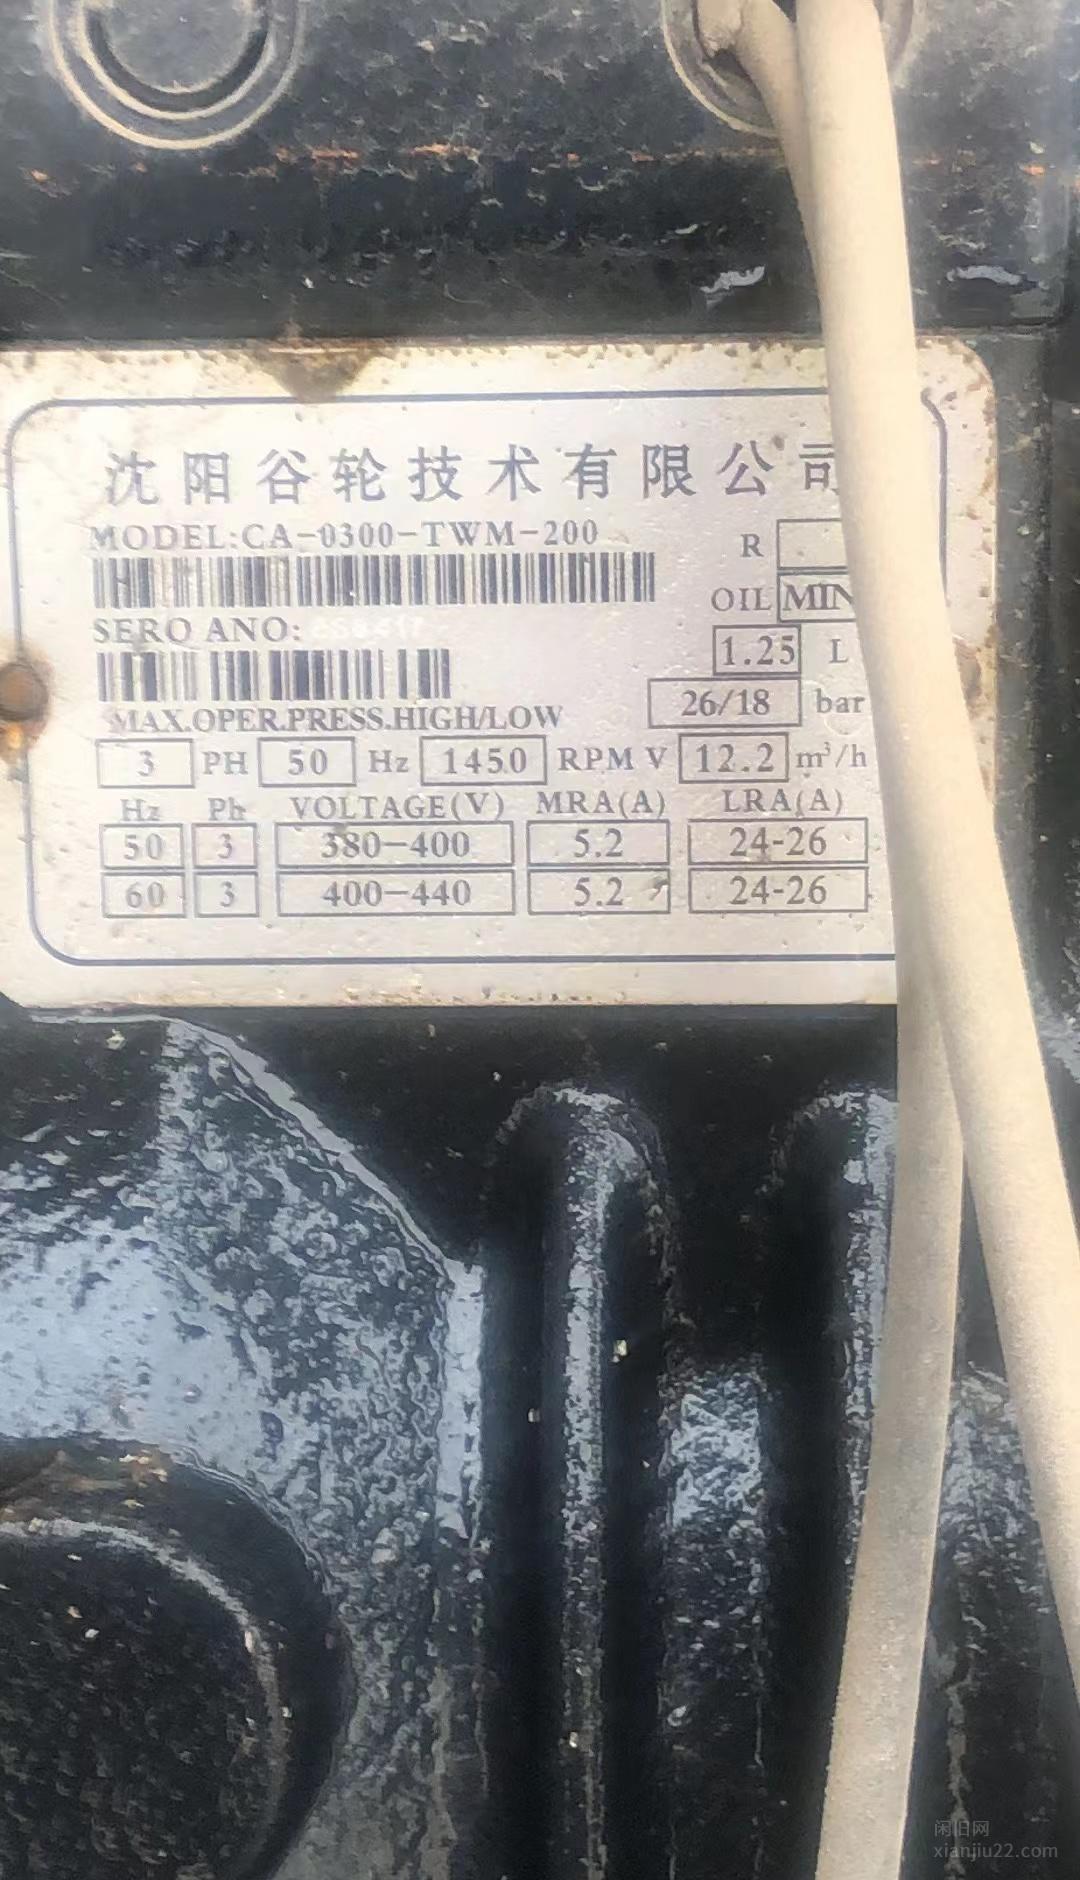 沈阳谷轮技术有限公司
MODEL:CA-0300-TWM-200
R
OIL MIN
SERO ANO:
1.25 L
26/18 bar
MAX.OPER.PRESS.HIGH/LOW
3 PH 50 Hz 1450 RPM V 12.2 m³/h
Hz Ph VOLTAGE(V) MRA(A) LRA(A)
50 3 380-400 5.2 24-26
60 3 400-440 5.2 24-26
闲旧网
xianjiu22.com